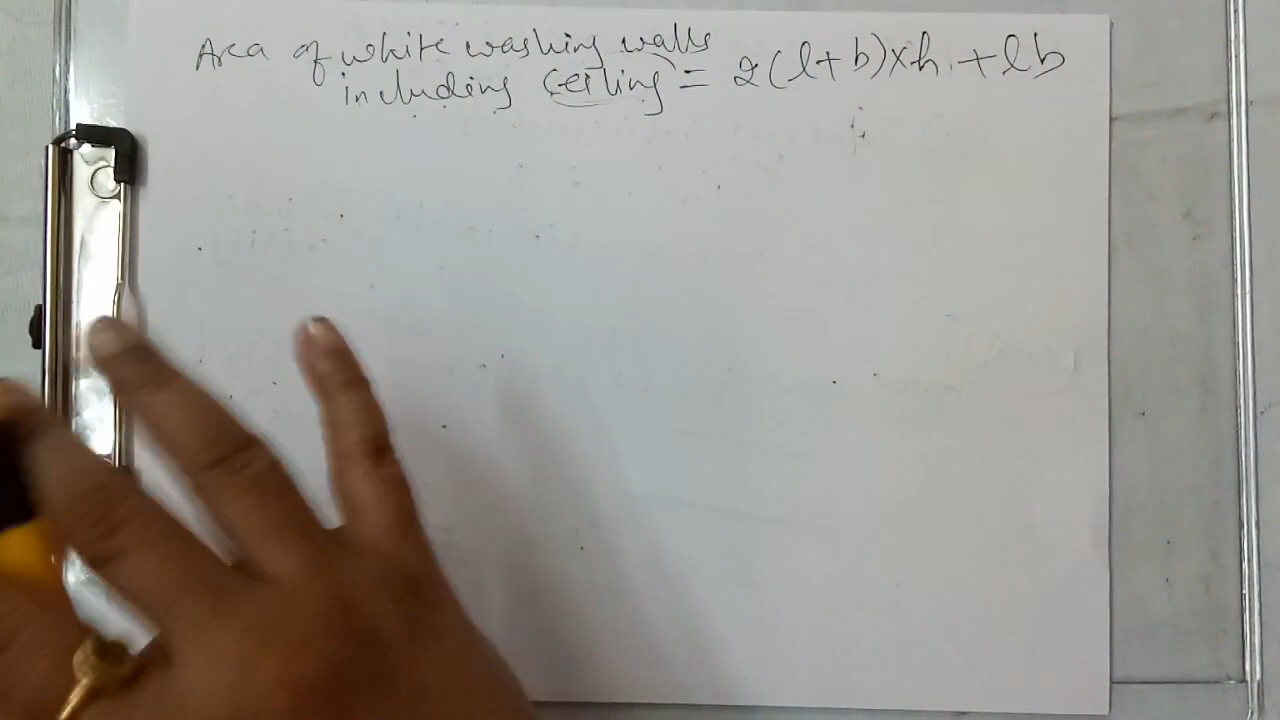 Area of white washing walls
including ceiling = 2(l+b)×h + lb